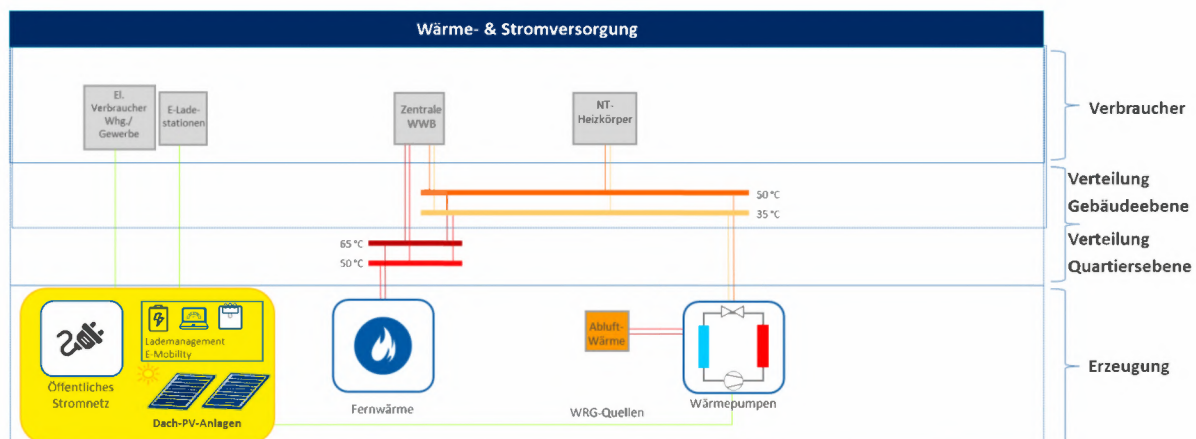 Wärme- & Stromversorgung
El.
Verbraucher
Whg./
Gewerbe
E-Lade-
stationen
Zentrale
WWB
NT-
Heizkörper
Verbraucher
50 °C
35 °C
Verteilung
Gebäudeebene
65 °C
50 °C
Verteilung
Quartiersebene
Lademanagement
E-Mobility
Öffentliches
Stromnetz
Dach-PV-Anlagen
Fernwärme
Abluft-
Wärme
WRG-Quellen
Wärmepumpen
Erzeugung